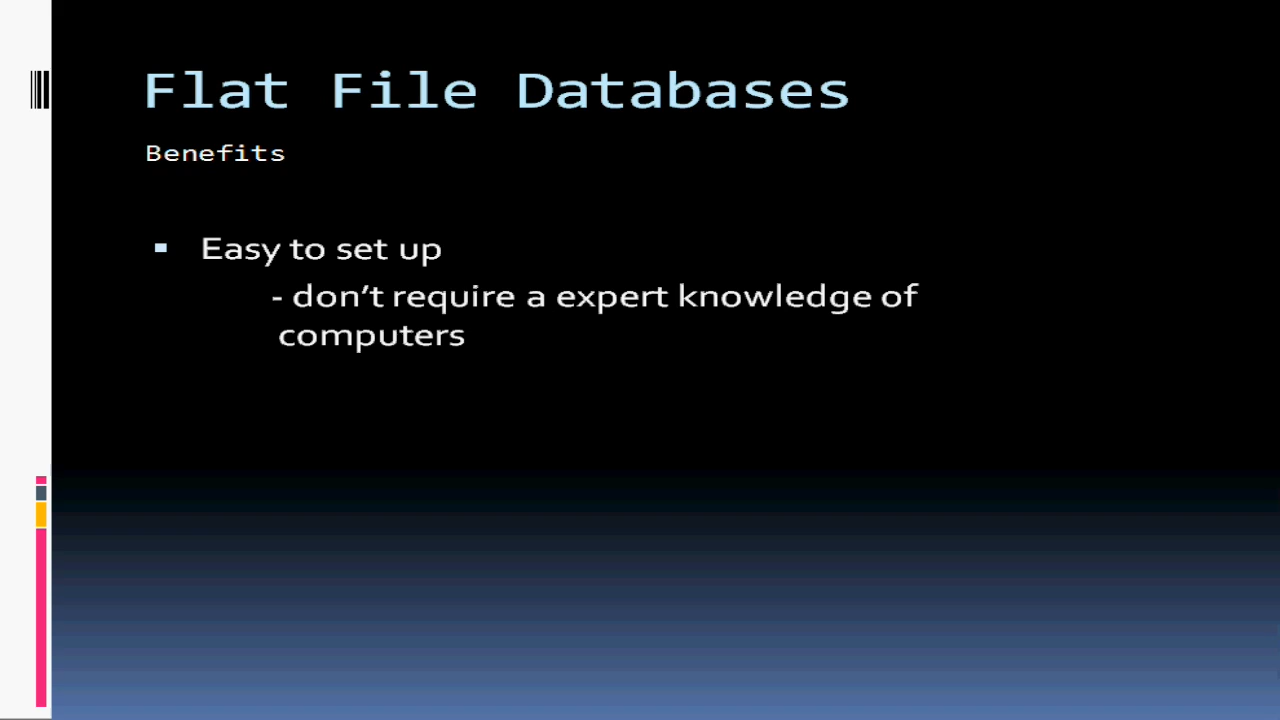 Flat File Databases
Benefits
▪ Easy to set up
- don't require a expert knowledge of
computers